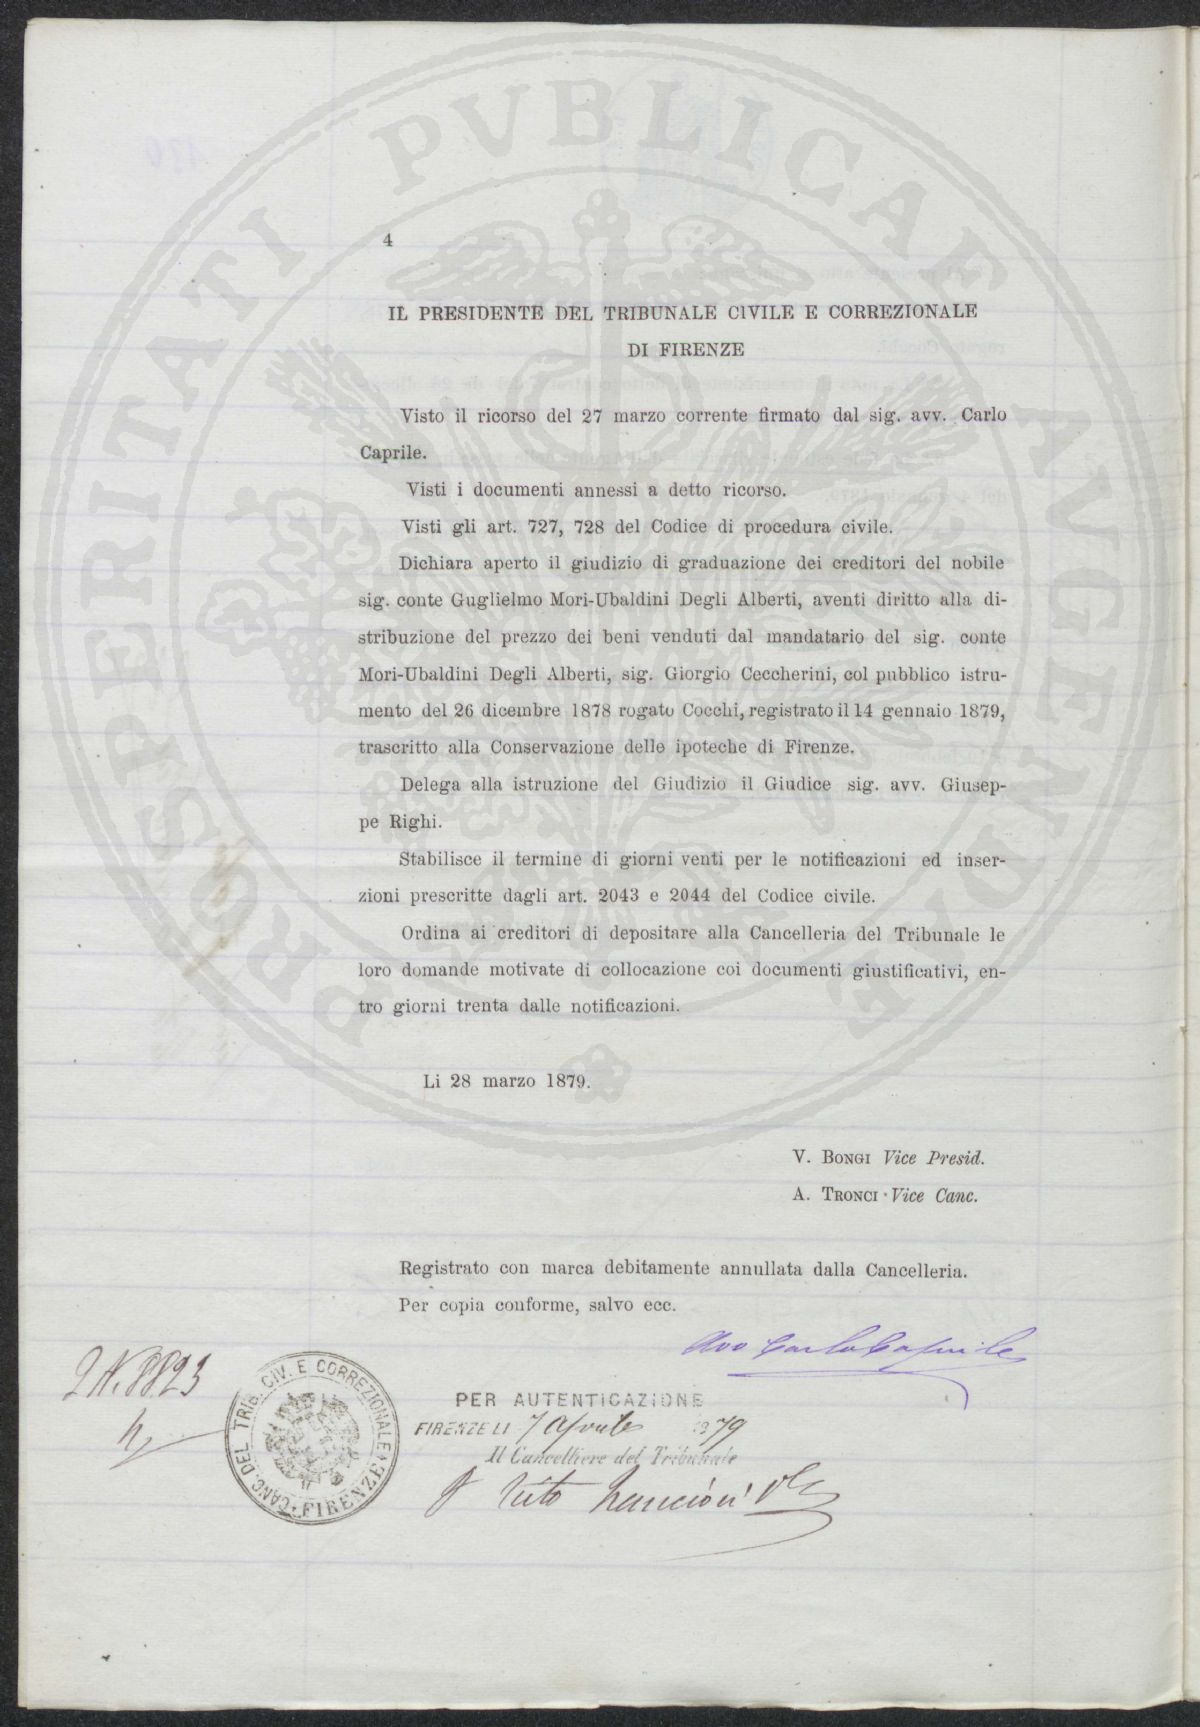 PROSPERITATI PVBLICAE AVGENDAE
4
IL PRESIDENTE DEL TRIBUNALE CIVILE E CORREZIONALE
DI FIRENZE
Visto il ricorso del 27 marzo corrente firmato dal sig. avv. Carlo
Caprile.
Visti i documenti annessi a detto ricorso.
Visti gli art. 727, 728 del Codice di procedura civile.
Dichiara aperto il giudizio di graduazione dei creditori del nobile
sig. conte Guglielmo Mori-Ubaldini Degli Alberti, aventi diritto alla di-
stribuzione del prezzo dei beni venduti dal mandatario del sig. conte
Mori-Ubaldini Degli Alberti, sig. Giorgio Ceccherini, col pubblico istru-
mento del 26 dicembre 1878 rogato Cocchi, registrato il 14 gennaio 1879,
trascritto alla Conservazione delle ipoteche di Firenze.
Delega alla istruzione del Giudizio il Giudice sig. avv. Giusep-
pe Righi.
Stabilisce il termine di giorni venti per le notificazioni ed inser-
zioni prescritte dagli art. 2043 e 2044 del Codice civile.
Ordina ai creditori di depositare alla Cancelleria del Tribunale le
loro domande motivate di collocazione coi documenti giustificativi, en-
tro giorni trenta dalle notificazioni.
Li 28 marzo 1879.
V. BONGI Vice Presid.
A. TRONCI Vice Canc.
Registrato con marca debitamente annullata dalla Cancelleria.
Per copia conforme, salvo ecc.
Avv Carlo Caprile
N. 8823
CANC. DEL TRIB. CIV. E CORREZIONALE FIRENZE
PER AUTENTICAZIONE
FIRENZE LI 7 Aprile 1879
Il Cancelliere del Tribunale